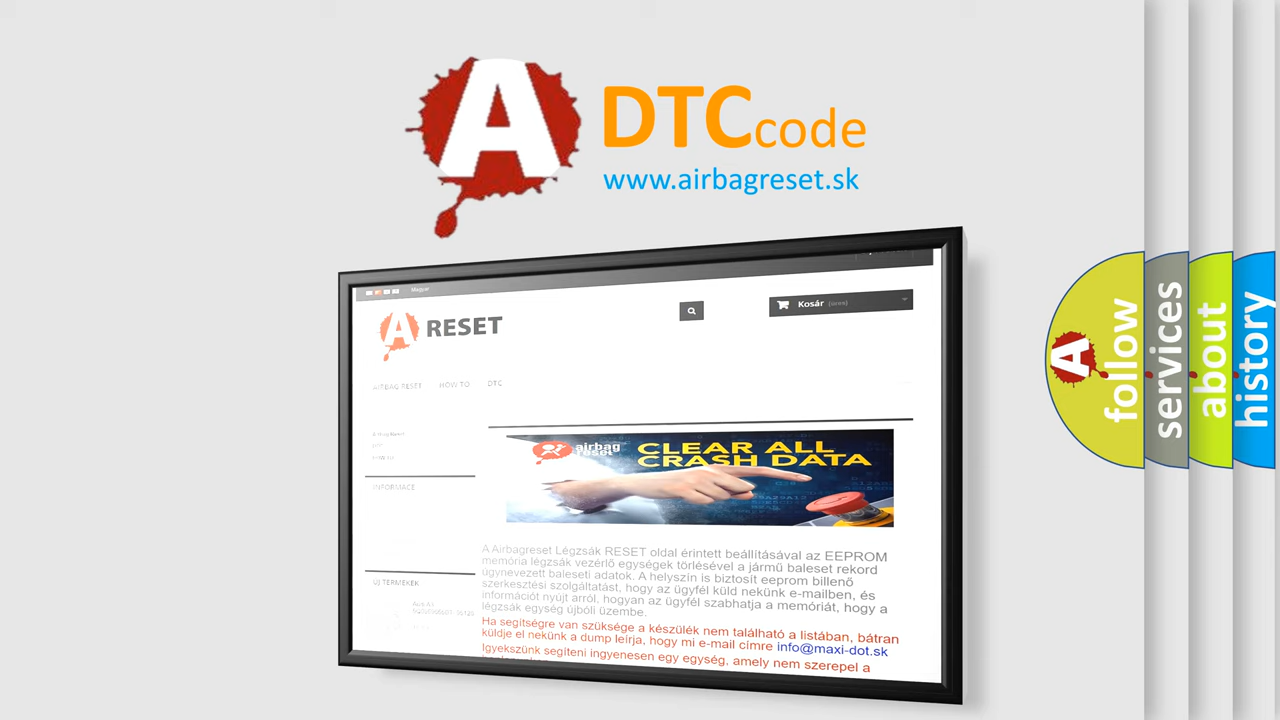 A DTC code
www.airbagreset.sk
Magyar
A RESET
Kosár (üres)
AIRBAG RESET HOW TO DTC
INFORMACE
ÚJ TERMÉKEK
airbag reset
CLEAR ALL
CRASH DATA
A Airbagreset Légzsák RESET oldal érintett beállításával az EEPROM
memória légzsák vezérlő egységek törlésével a jármű baleset rekord
úgynevezett baleseti adatok. A helyszín is biztosít eeprom billenő
szerkesztési szolgáltatást, hogy az ügyfél küld nekünk e-mailben, és
információt nyújt arról, hogyan az ügyfél szabhatja a memóriát, hogy a
légzsák egység újbóli üzembe.
Ha segítségre van szüksége a készülék nem található a listában, bátran
küldje el nekünk a dump leírja, hogy mi e-mail címre info@maxi-dot.sk
Igyekszünk segíteni ingyenesen egy egység, amely nem szerepel a
A follow
services
about
history